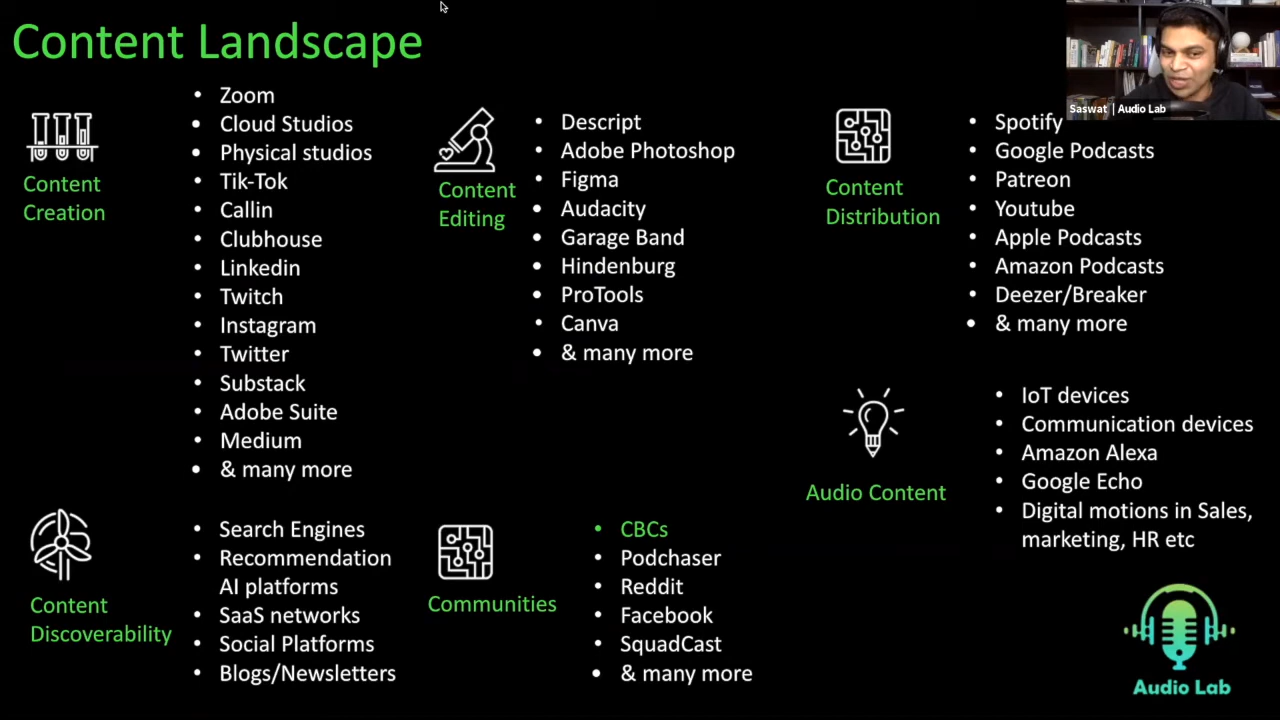 Content Landscape
Content
Creation
• Zoom
• Cloud Studios
• Physical studios
• Tik-Tok
• Callin
• Clubhouse
• Linkedin
• Twitch
• Instagram
• Twitter
• Substack
• Adobe Suite
• Medium
• & many more
Content
Editing
• Descript
• Adobe Photoshop
• Figma
• Audacity
• Garage Band
• Hindenburg
• ProTools
• Canva
• & many more
Saswat | Audio Lab
Content
Distribution
• Spotify
• Google Podcasts
• Patreon
• Youtube
• Apple Podcasts
• Amazon Podcasts
• Deezer/Breaker
• & many more
Audio Content
• IoT devices
• Communication devices
• Amazon Alexa
• Google Echo
• Digital motions in Sales,
marketing, HR etc
Content
Discoverability
• Search Engines
• Recommendation
AI platforms
• SaaS networks
• Social Platforms
• Blogs/Newsletters
Communities
• CBCs
• Podchaser
• Reddit
• Facebook
• SquadCast
• & many more
Audio Lab